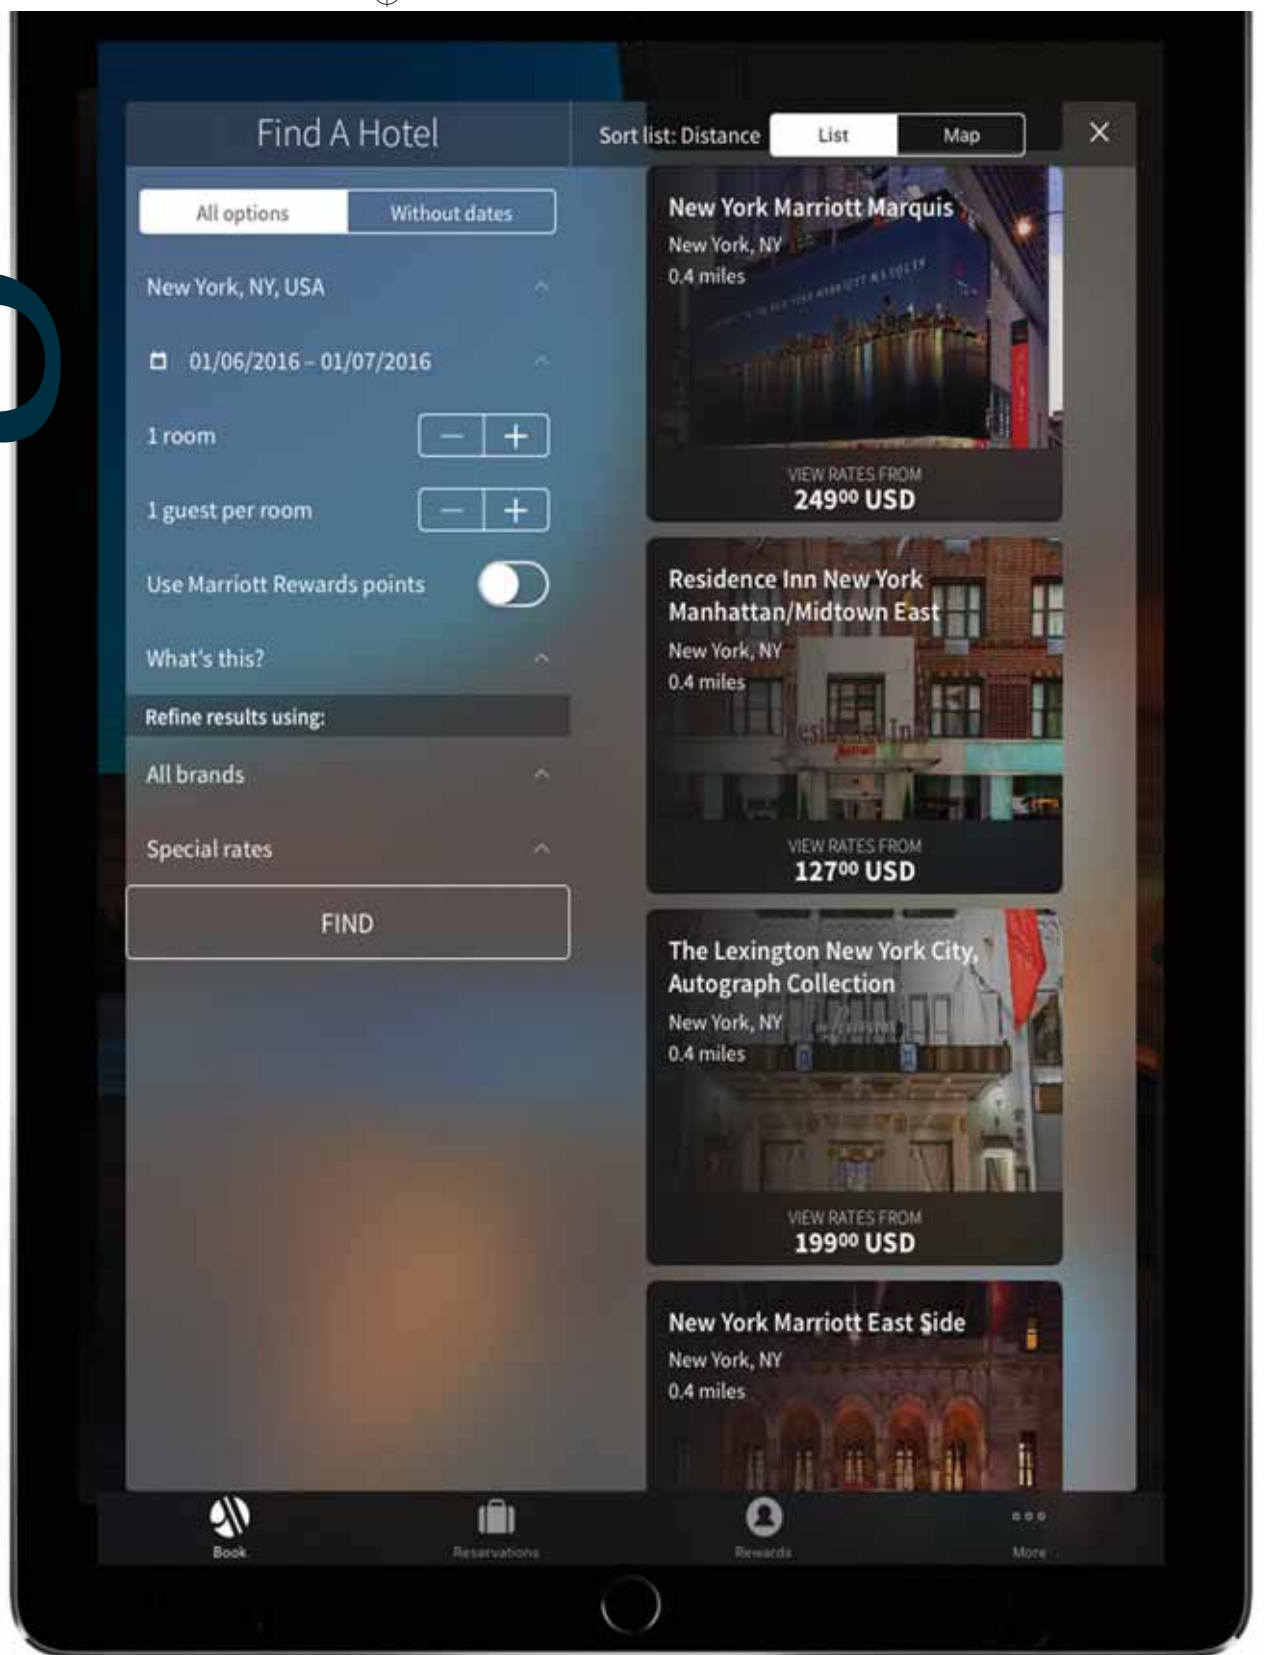 Find A Hotel
Sort list: Distance
List
Map
All options
Without dates
New York, NY, USA
01/06/2016 – 01/07/2016
1 room
1 guest per room
Use Marriott Rewards points
What's this?
Refine results using:
All brands
Special rates
FIND
New York Marriott Marquis
New York, NY
0.4 miles
VIEW RATES FROM
249⁰⁰ USD
Residence Inn New York
Manhattan/Midtown East
New York, NY
0.4 miles
Residence Inn
Marriott
VIEW RATES FROM
127⁰⁰ USD
The Lexington New York City,
Autograph Collection
New York, NY
0.4 miles
VIEW RATES FROM
199⁰⁰ USD
New York Marriott East Side
New York, NY
0.4 miles
Book
Reservations
Rewards
More